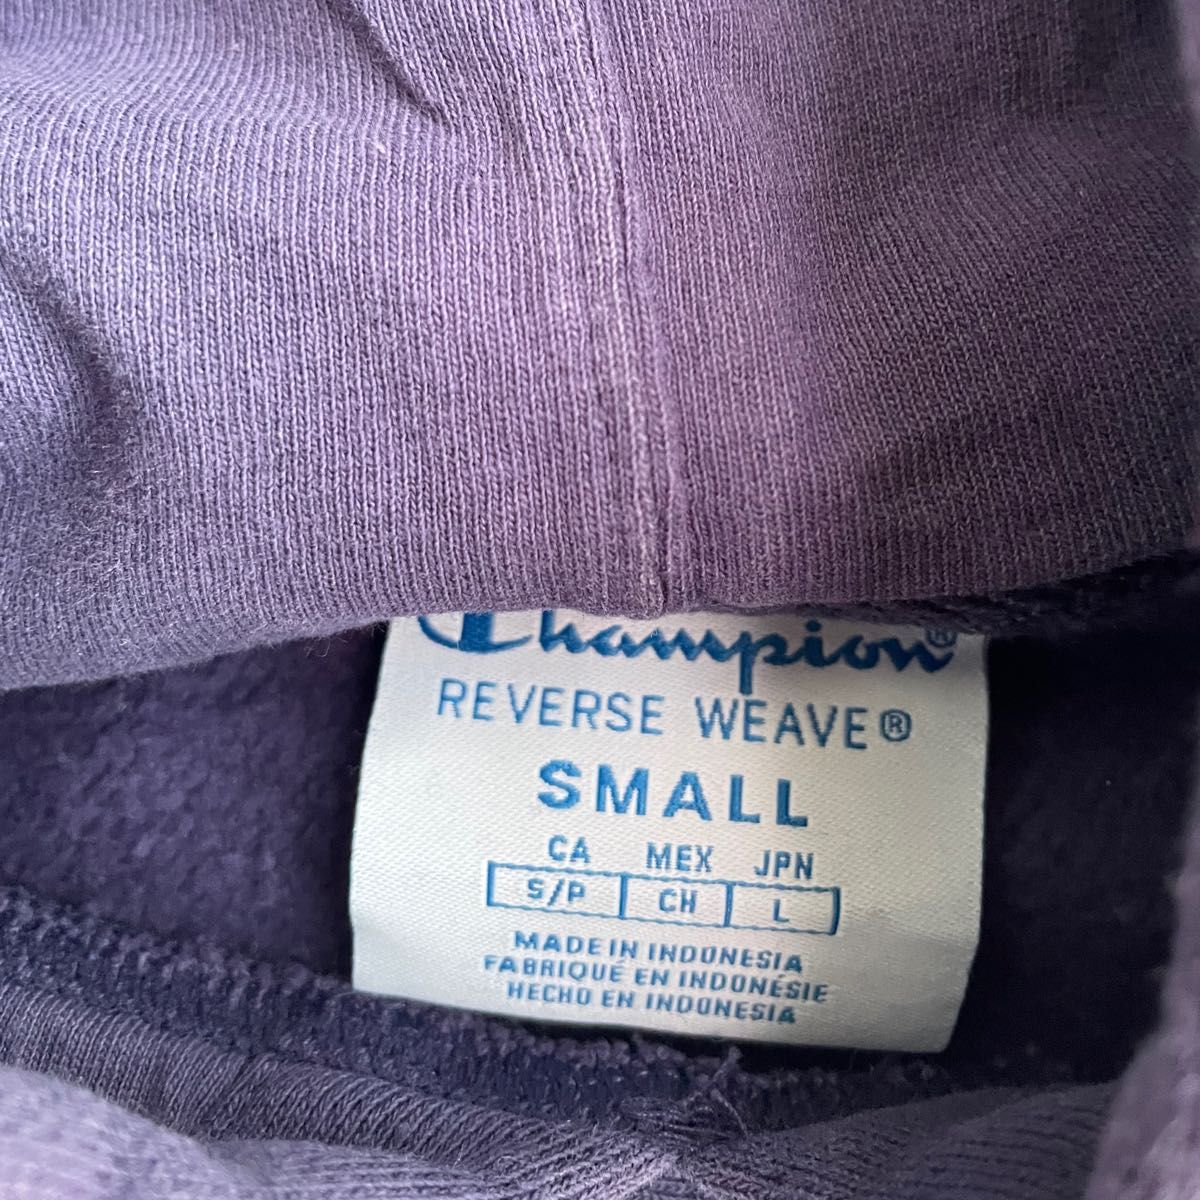 Champion®
REVERSE WEAVE®
SMALL
CA MEX JPN
S/P CH L
MADE IN INDONESIA
FABRIQUÉ EN INDONÉSIE
HECHO EN INDONESIA